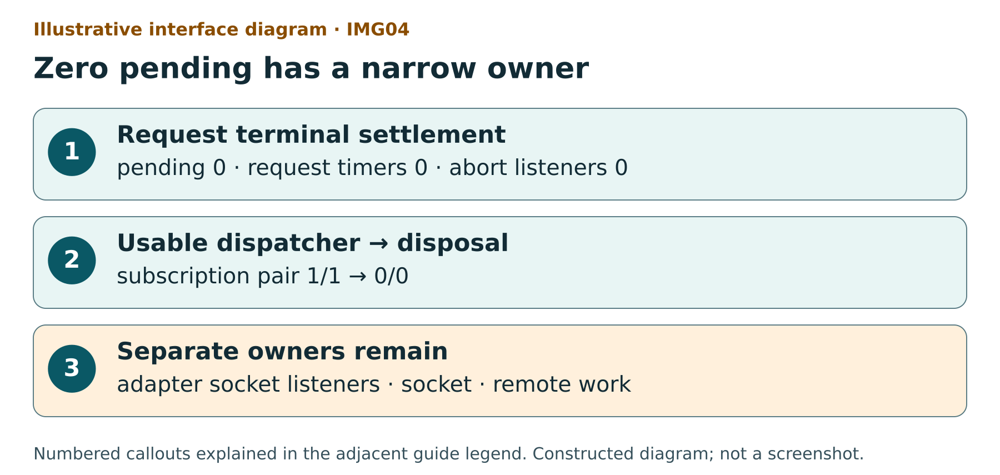 Illustrative interface diagram · IMG04
Zero pending has a narrow owner
1
Request terminal settlement
pending 0 · request timers 0 · abort listeners 0
2
Usable dispatcher → disposal
subscription pair 1/1 → 0/0
3
Separate owners remain
adapter socket listeners · socket · remote work
Numbered callouts explained in the adjacent guide legend. Constructed diagram; not a screenshot.